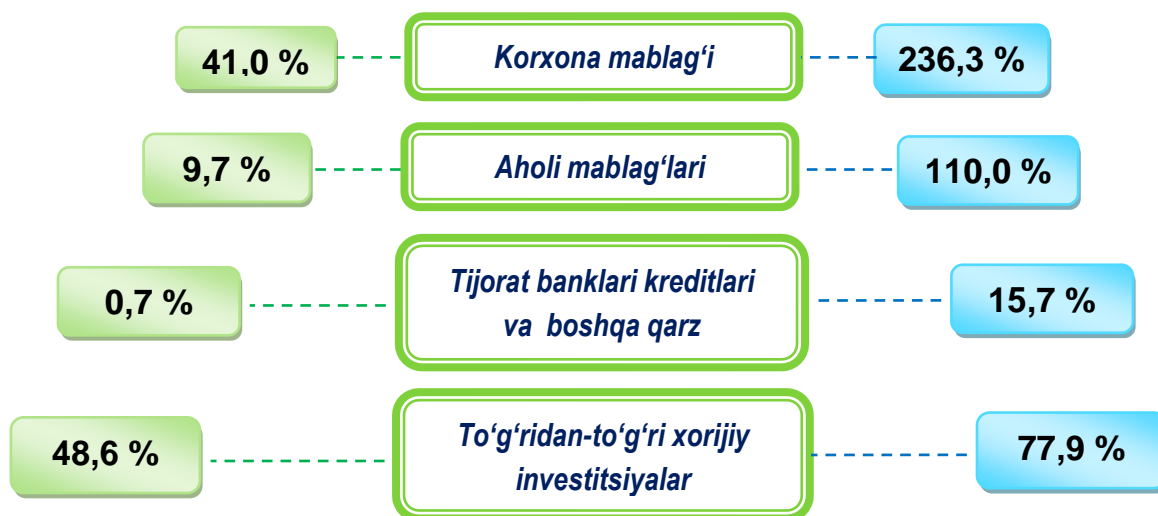 41,0 %
Korxona mablag‘i
236,3 %
9,7 %
Aholi mablag‘lari
110,0 %
0,7 %
Tijorat banklari kreditlari
va boshqa qarz
15,7 %
48,6 %
To‘g‘ridan-to‘g‘ri xorijiy
investitsiyalar
77,9 %